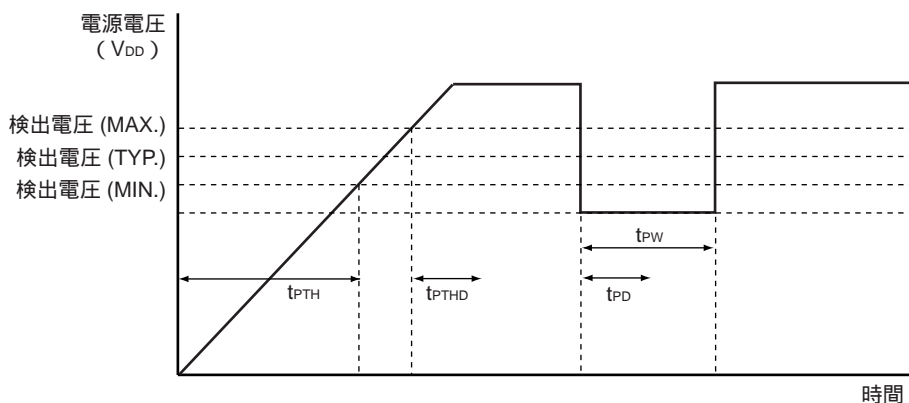 電源電圧
（VDD）
検出電圧 (MAX.)
検出電圧 (TYP.)
検出電圧 (MIN.)
tPW
tPTH
tPTHD
tPD
時間